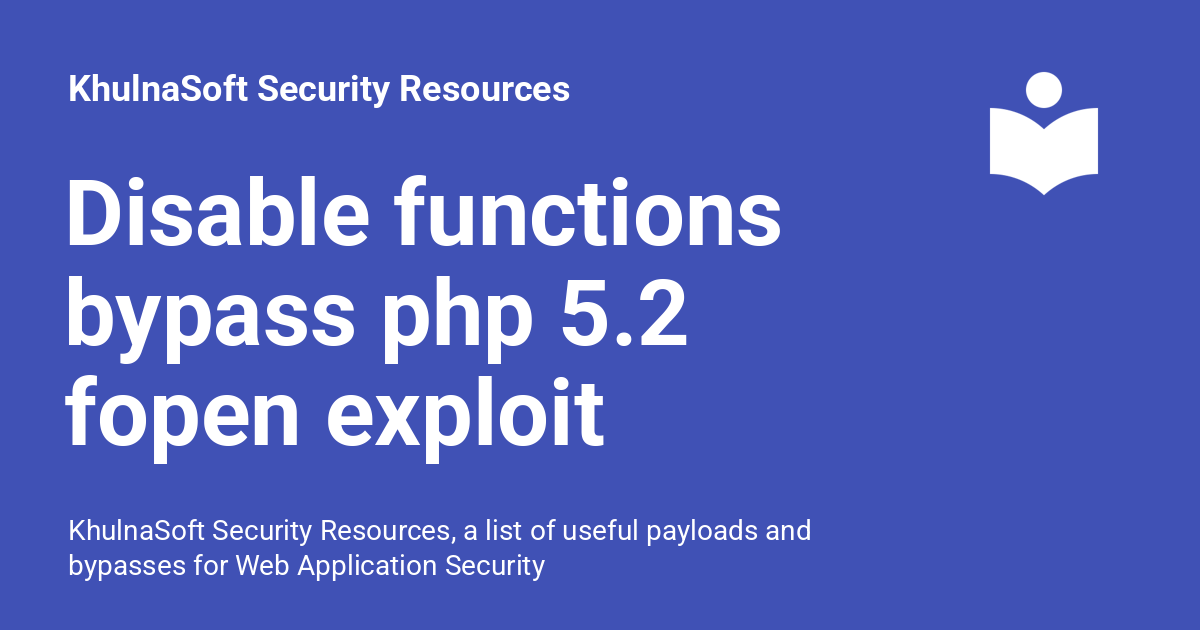 KhulnaSoft Security Resources
Disable functions
bypass php 5.2
fopen exploit
KhulnaSoft Security Resources, a list of useful payloads and
bypasses for Web Application Security